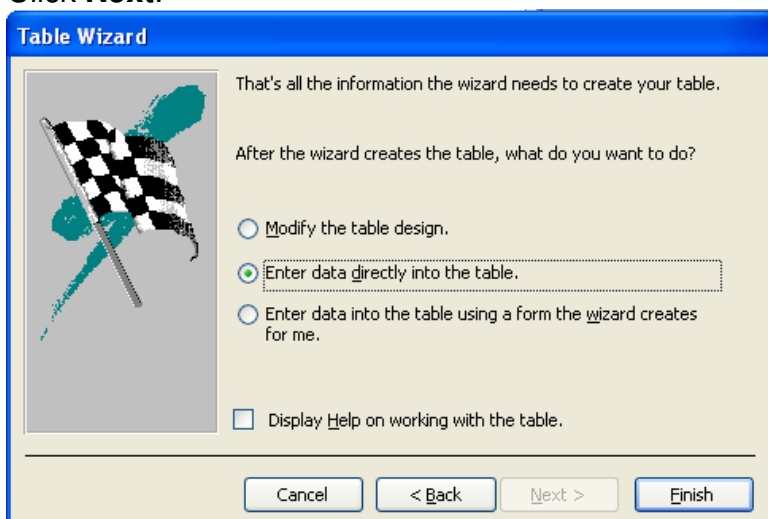 Click Next.
Table Wizard
That's all the information the wizard needs to create your table.
After the wizard creates the table, what do you want to do?
Modify the table design.
Enter data directly into the table.
Enter data into the table using a form the wizard creates
for me.
Display Help on working with the table.
Cancel
< Back
Next >
Finish